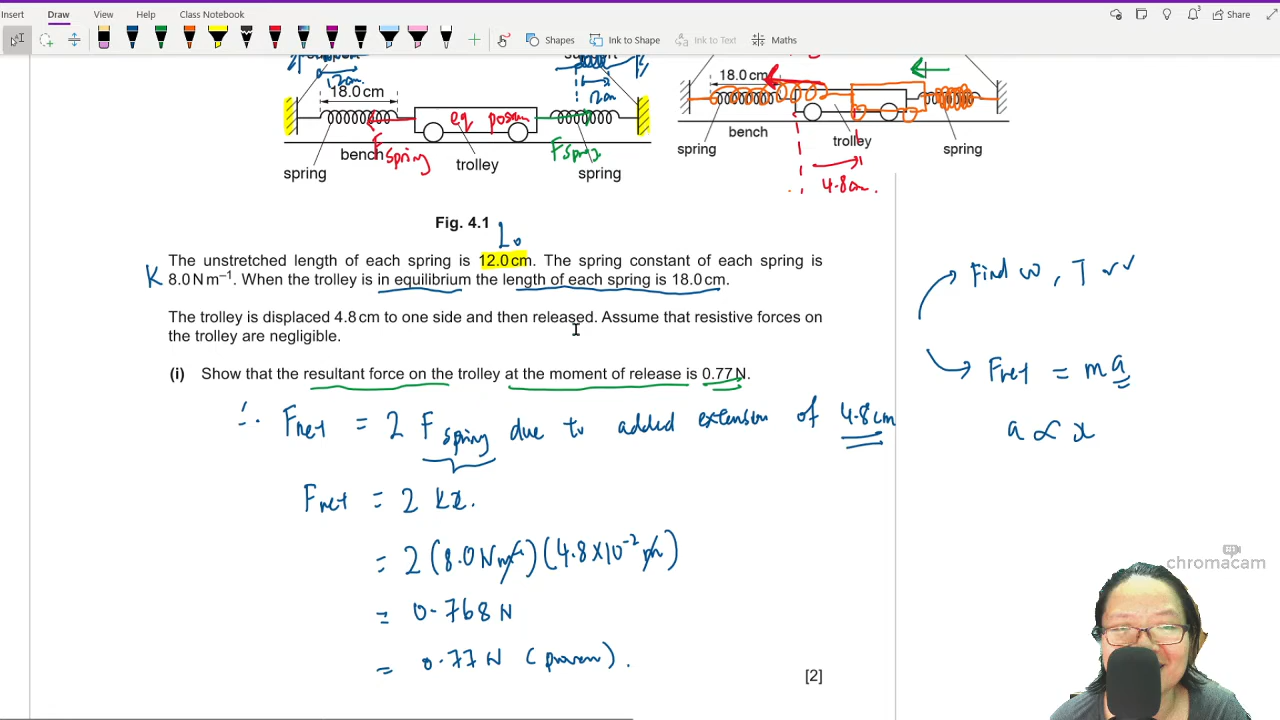 Insert Draw View Help Class Notebook Share
Shapes Ink to Shape Ink to Text Maths
12cm 12cm
18.0 cm 18.0 cm
eq posun
F spring F spring
bench trolley bench trolley
spring spring spring spring
4.8cm.
Fig. 4.1
L₀
The unstretched length of each spring is 12.0 cm. The spring constant of each spring is
K 8.0 N m⁻¹. When the trolley is in equilibrium the length of each spring is 18.0 cm.
Find ω, T ✓✓
The trolley is displaced 4.8 cm to one side and then released. Assume that resistive forces on
the trolley are negligible.
(i) Show that the resultant force on the trolley at the moment of release is 0.77 N.
Fnet = ma
∴ Fnet = 2 F spring due to added extension of 4.8cm
a ∝ x
Fnet = 2 kx.
= 2 (8.0 N m⁻¹) (4.8 × 10⁻² m)
= 0.768 N
= 0.77 N (proven).
[2]
chromacam